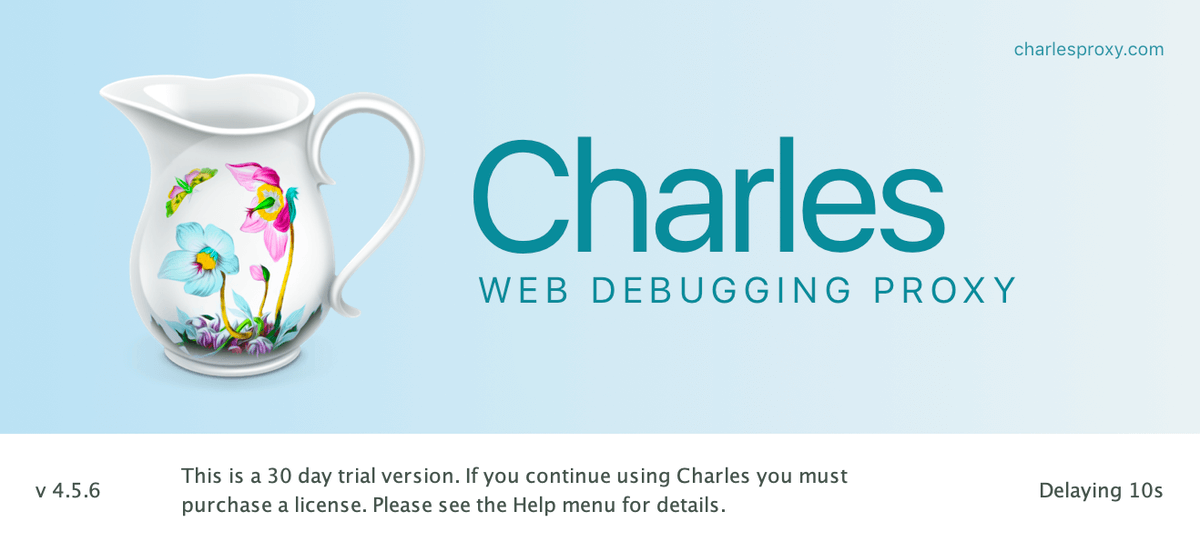 charlesproxy.com
Charles
WEB DEBUGGING PROXY
v 4.5.6
This is a 30 day trial version. If you continue using Charles you must
purchase a license. Please see the Help menu for details.
Delaying 10s